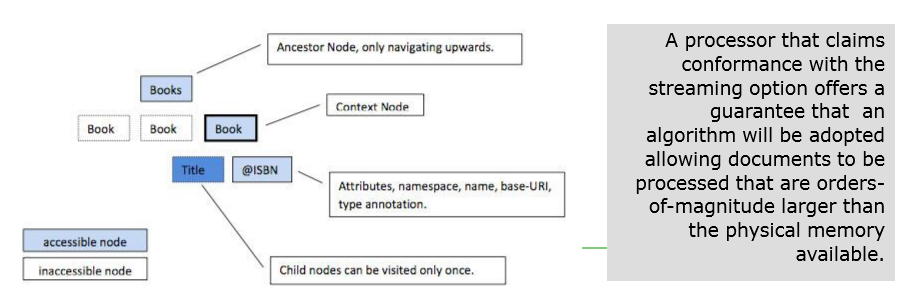 Ancestor Node, only navigating upwards.
Books
Context Node
Book
Book
Book
Title
@ISBN
Attributes, namespace, name, base-URI,
type annotation.
accessible node
inaccessible node
Child nodes can be visited only once.
A processor that claims
conformance with the
streaming option offers a
guarantee that an
algorithm will be adopted
allowing documents to be
processed that are orders-
of-magnitude larger than
the physical memory
available.